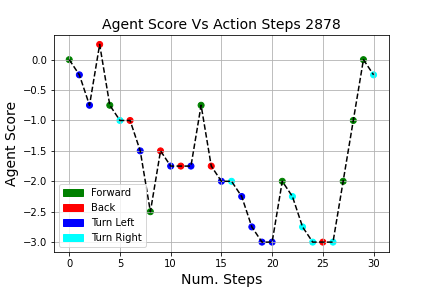 Agent Score Vs Action Steps 2878
Agent Score
0.0
−0.5
−1.0
−1.5
−2.0
−2.5
−3.0
Forward
Back
Turn Left
Turn Right
0 5 10 15 20 25 30
Num. Steps